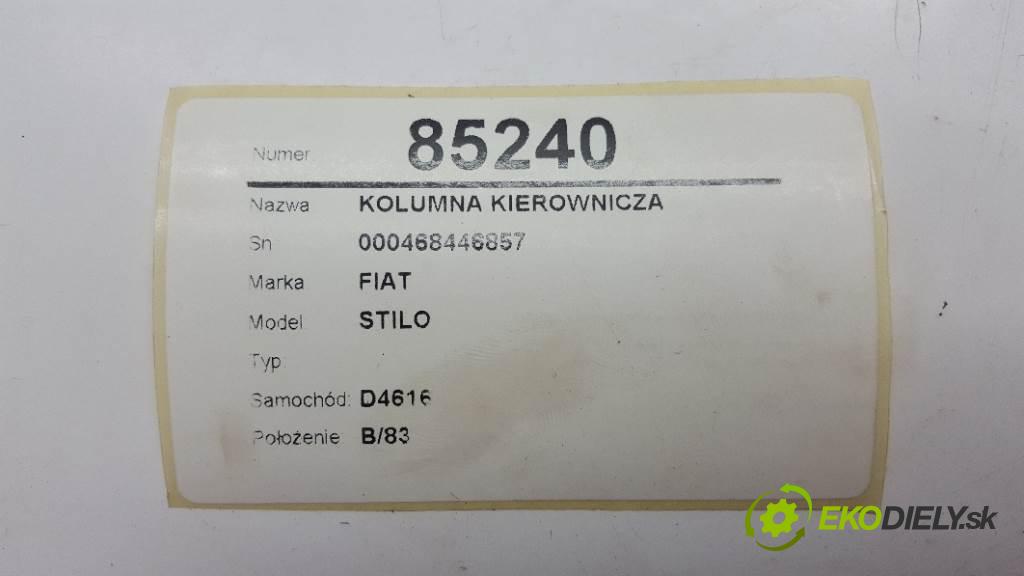 Numer 85240
Nazwa KOLUMNA KIEROWNICZA
Sn 000468446857
Marka FIAT
Model STILO
Typ
Samochód: D4616
Położenie B/83
EKODIELY.sk